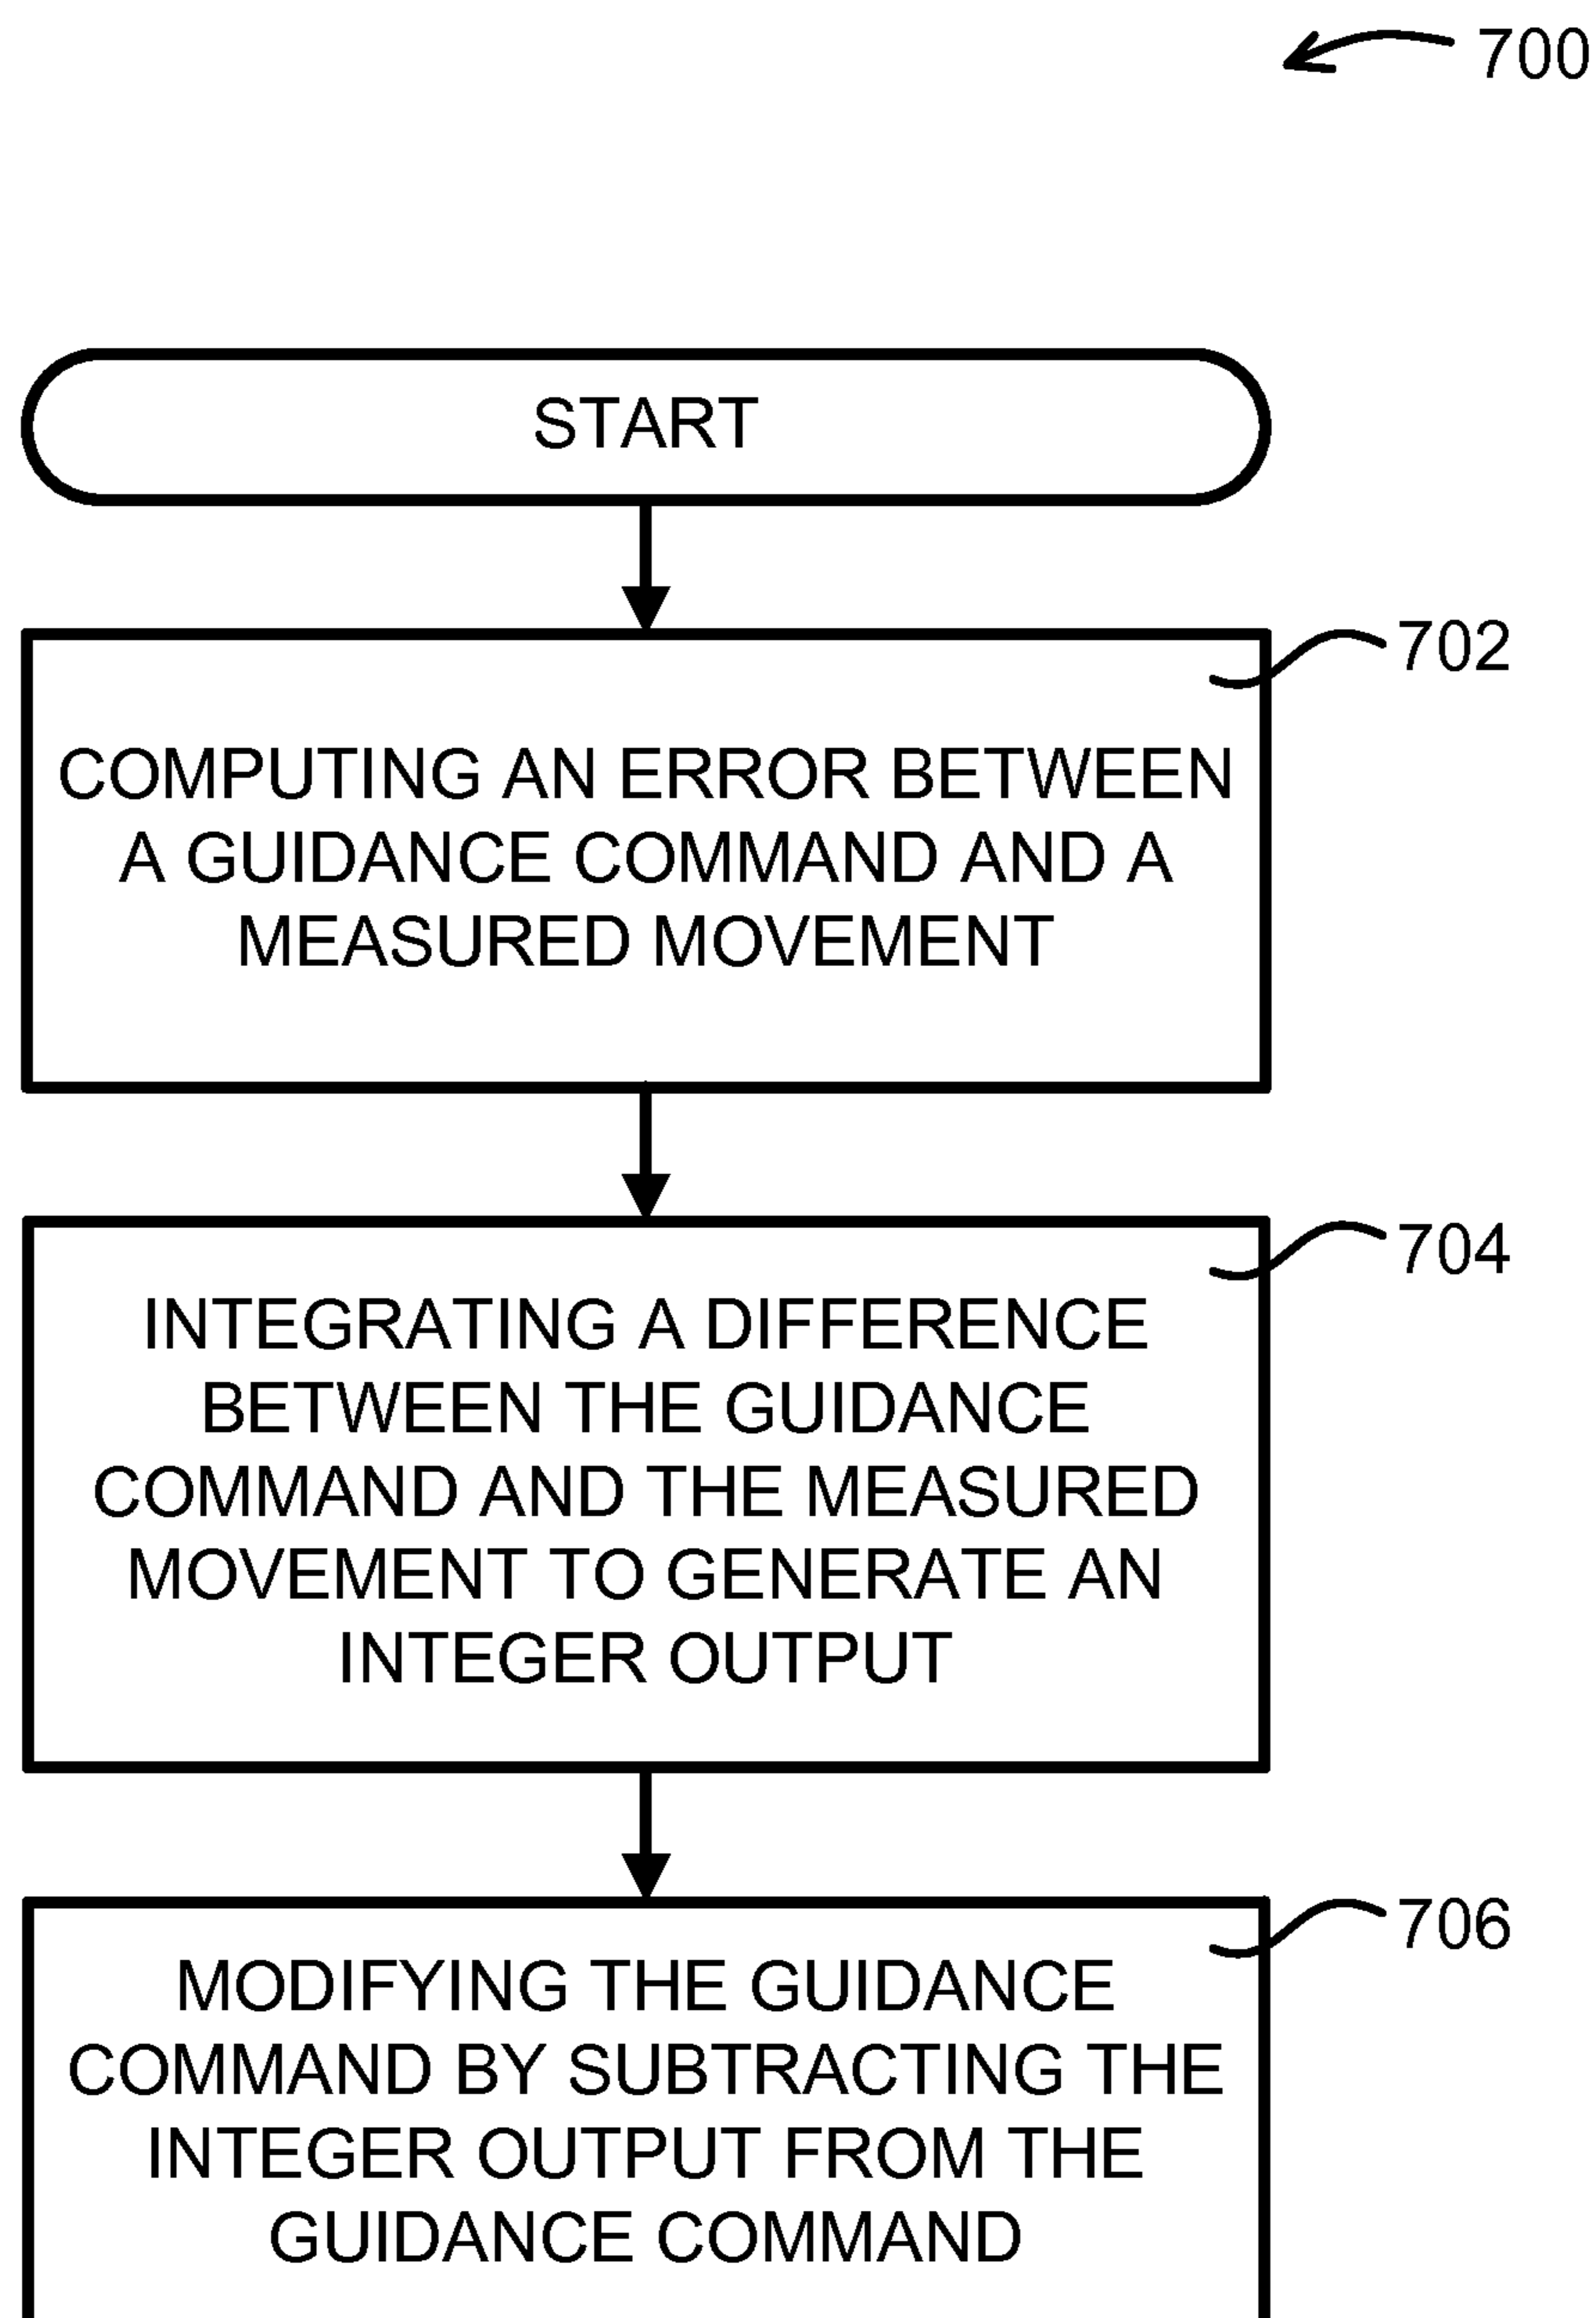 700
START
702
COMPUTING AN ERROR BETWEEN
A GUIDANCE COMMAND AND A
MEASURED MOVEMENT
704
INTEGRATING A DIFFERENCE
BETWEEN THE GUIDANCE
COMMAND AND THE MEASURED
MOVEMENT TO GENERATE AN
INTEGER OUTPUT
706
MODIFYING THE GUIDANCE
COMMAND BY SUBTRACTING THE
INTEGER OUTPUT FROM THE
GUIDANCE COMMAND